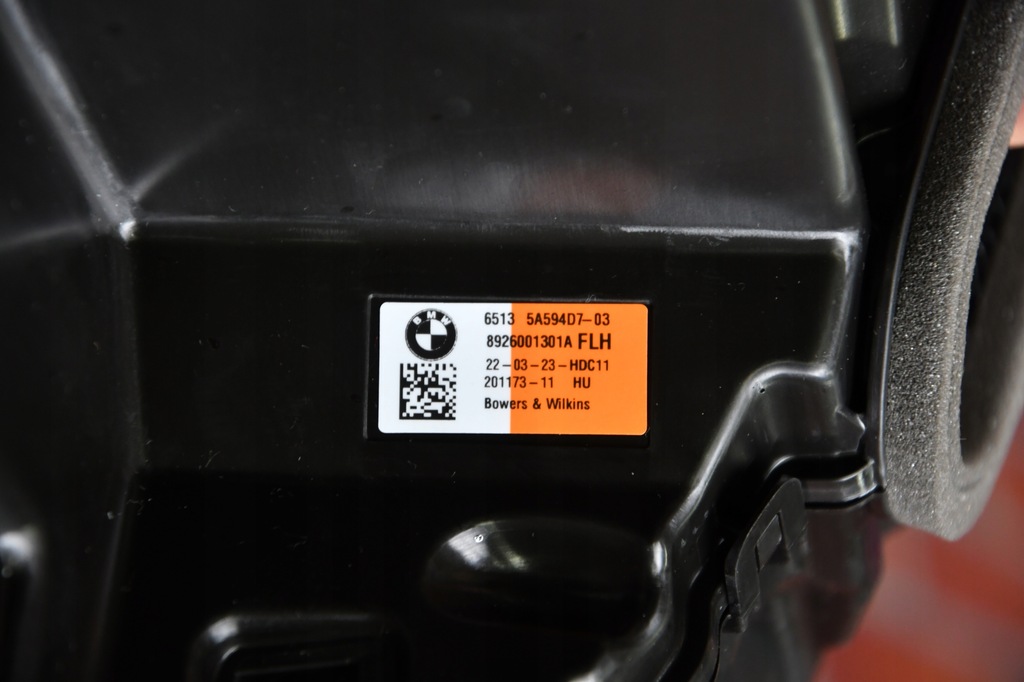 BMW
6513 5A594D7-03
8926001301A FLH
22-03-23-HDC11
201173-11 HU
Bowers & Wilkins